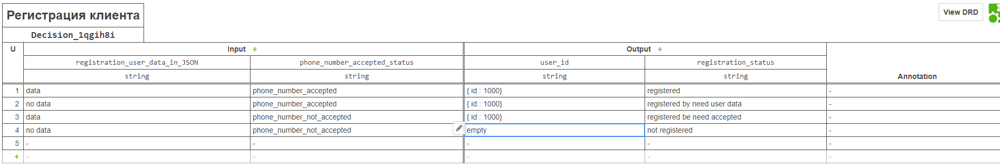 Регистрация клиента
View DRD
Decision_1qgih8i
U Input + Output +
registration_user_data_in_JSON phone_number_accepted_status user_id registration_status
string string string string Annotation
1 data phone_number_accepted { id : 1000} registered -
2 no data phone_number_accepted { id : 1000} registered by need user data -
3 data phone_number_not_accepted { id : 1000} registered be need accepted -
4 no data phone_number_not_accepted empty not registered -
5 - - - - -
+ - - - - -